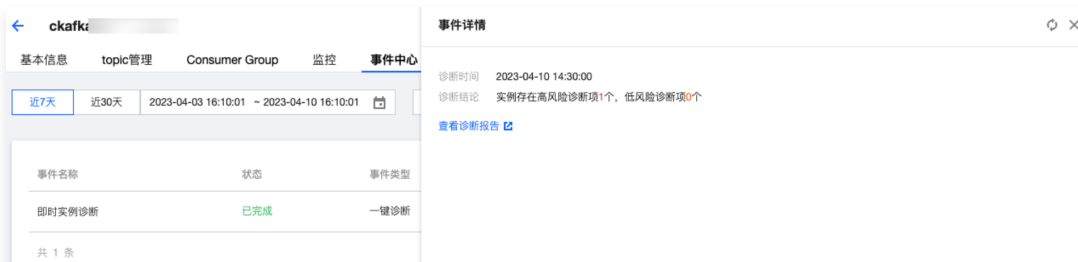 ckafka
基本信息 topic管理 Consumer Group 监控 事件中心
近7天 近30天 2023-04-03 16:10:01 ~ 2023-04-10 16:10:01
事件名称 状态 事件类型
即时实例诊断 已完成 一键诊断
共 1 条
事件详情
诊断时间 2023-04-10 14:30:00
诊断结论 实例存在高风险诊断项1个，低风险诊断项0个
查看诊断报告